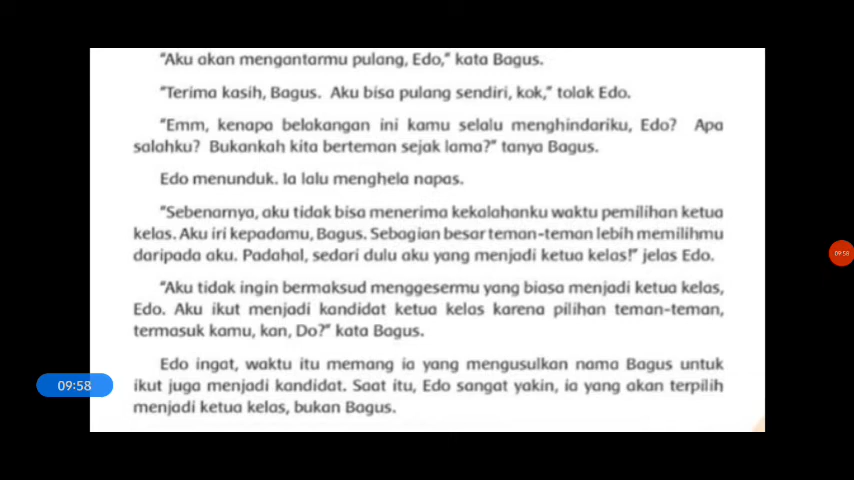 "Aku akan mengantarmu pulang, Edo," kata Bagus.
"Terima kasih, Bagus. Aku bisa pulang sendiri, kok," tolak Edo.
"Emm, kenapa belakangan ini kamu selalu menghindariku, Edo? Apa
salahku? Bukankah kita berteman sejak lama?" tanya Bagus.
Edo menunduk. Ia lalu menghela napas.
"Sebenarnya, aku tidak bisa menerima kekalahanku waktu pemilihan ketua
kelas. Aku iri kepadamu, Bagus. Sebagian besar teman-teman lebih memilihmu
daripada aku. Padahal, sedari dulu aku yang menjadi ketua kelas!" jelas Edo.
"Aku tidak ingin bermaksud menggesermu yang biasa menjadi ketua kelas,
Edo. Aku ikut menjadi kandidat ketua kelas karena pilihan teman-teman,
termasuk kamu, kan, Do?" kata Bagus.
Edo ingat, waktu itu memang ia yang mengusulkan nama Bagus untuk
ikut juga menjadi kandidat. Saat itu, Edo sangat yakin, ia yang akan terpilih
menjadi ketua kelas, bukan Bagus.
09:58
09:58